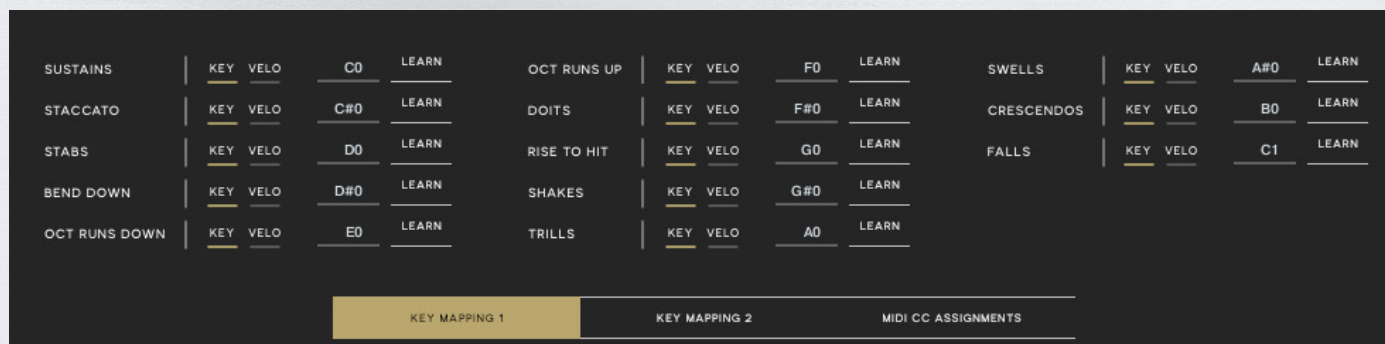 SUSTAINS KEY VELO C0 LEARN OCT RUNS UP KEY VELO F0 LEARN SWELLS KEY VELO A#0 LEARN
STACCATO KEY VELO C#0 LEARN DOITS KEY VELO F#0 LEARN CRESCENDOS KEY VELO B0 LEARN
STABS KEY VELO D0 LEARN RISE TO HIT KEY VELO G0 LEARN FALLS KEY VELO C1 LEARN
BEND DOWN KEY VELO D#0 LEARN SHAKES KEY VELO G#0 LEARN
OCT RUNS DOWN KEY VELO E0 LEARN TRILLS KEY VELO A0 LEARN
KEY MAPPING 1 KEY MAPPING 2 MIDI CC ASSIGNMENTS